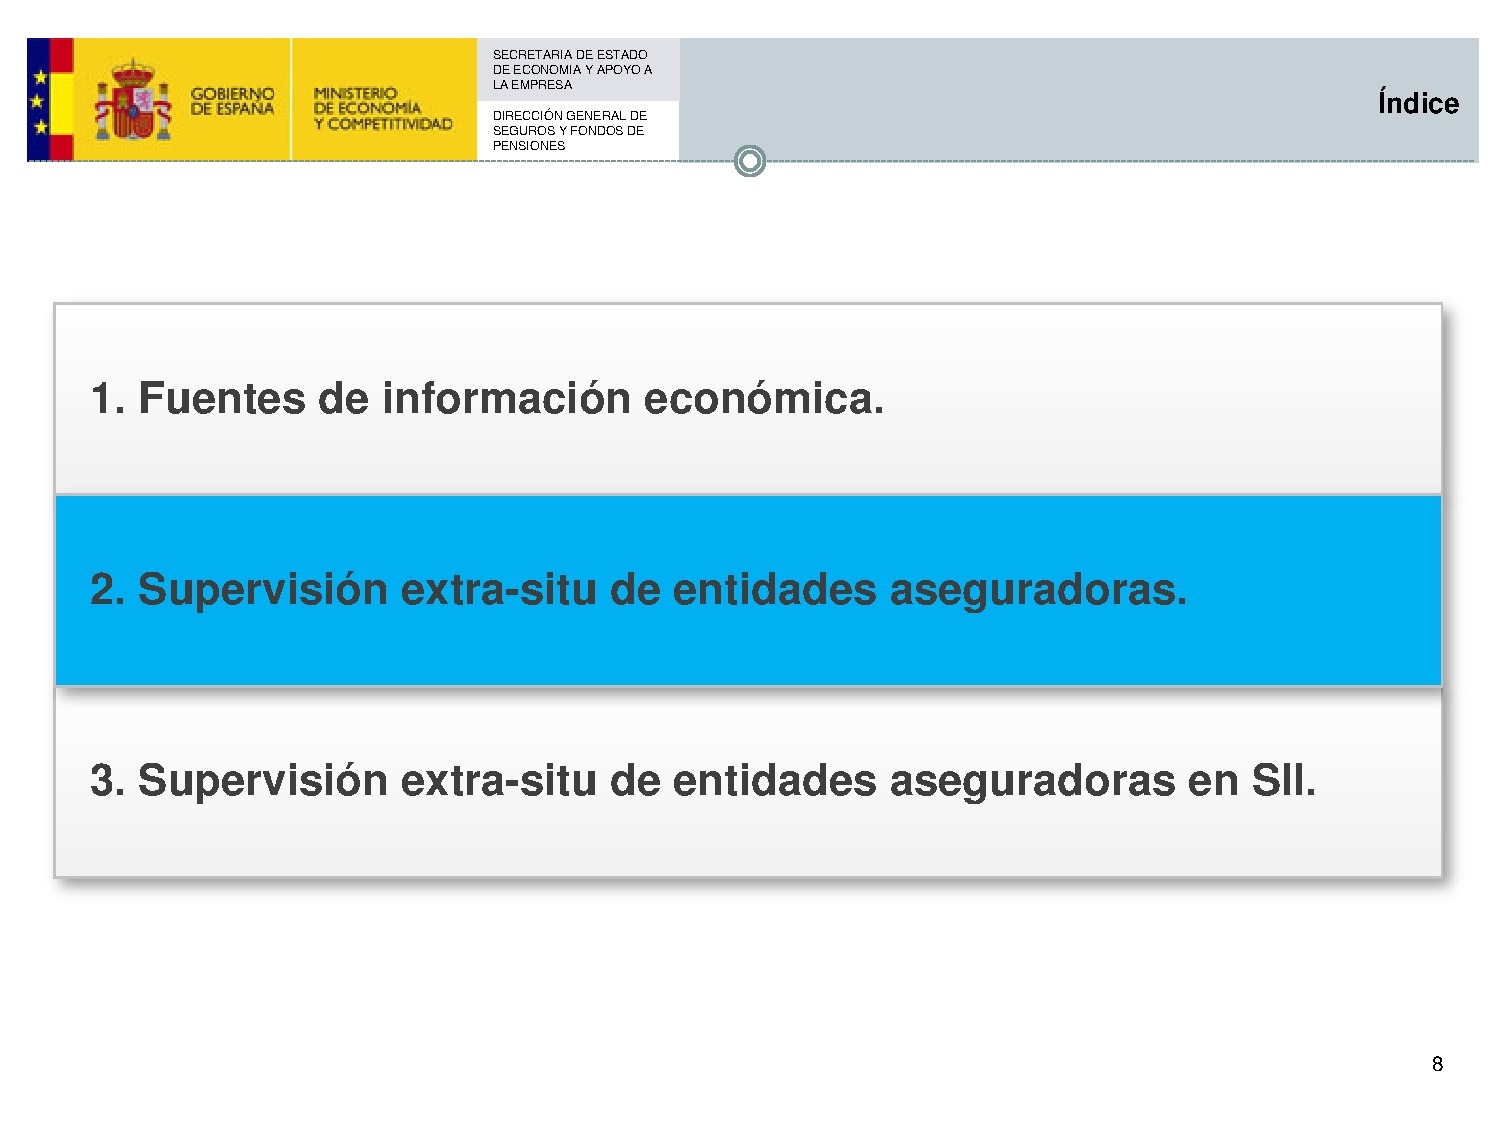 GOBIERNO
DE ESPAÑA
MINISTERIO
DE ECONOMÍA
Y COMPETITIVIDAD
SECRETARIA DE ESTADO
DE ECONOMIA Y APOYO A
LA EMPRESA
DIRECCIÓN GENERAL DE
SEGUROS Y FONDOS DE
PENSIONES
Índice
1. Fuentes de información económica.
2. Supervisión extra-situ de entidades aseguradoras.
3. Supervisión extra-situ de entidades aseguradoras en SII.
8